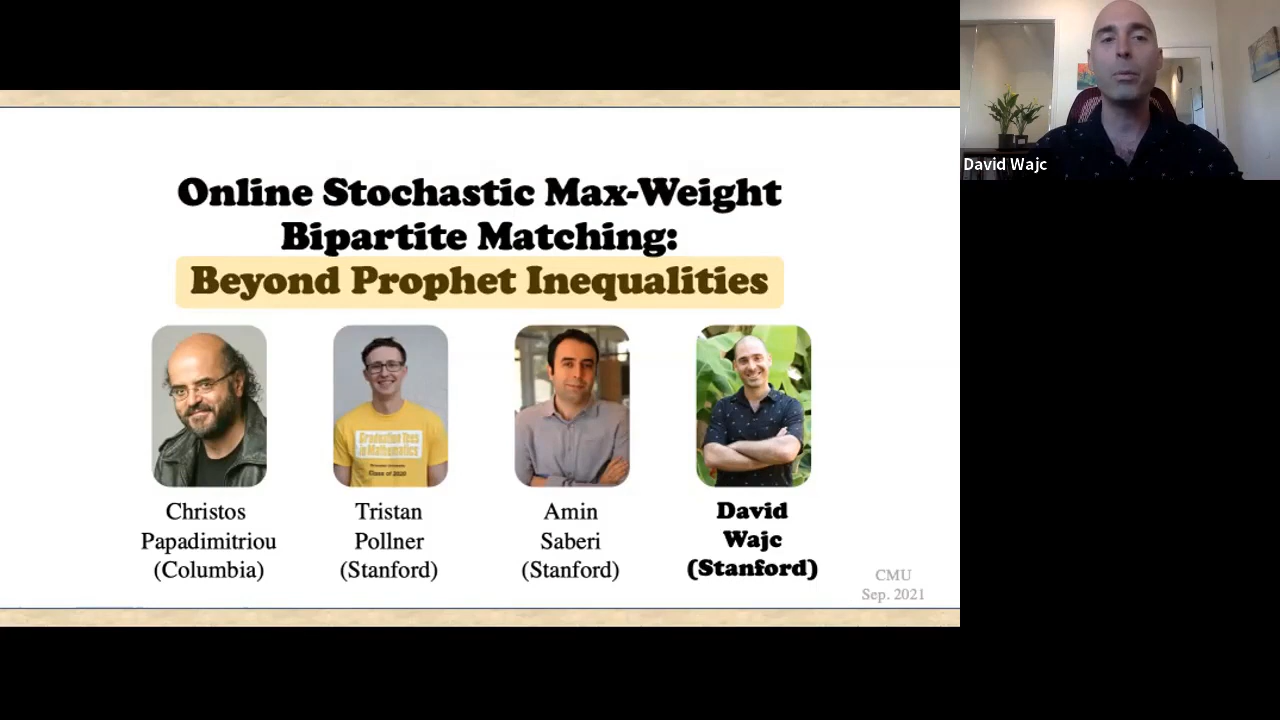 Online Stochastic Max-Weight
Bipartite Matching:
Beyond Prophet Inequalities
Christos
Papadimitriou
(Columbia)
Tristan
Pollner
(Stanford)
Amin
Saberi
(Stanford)
David
Wajc
(Stanford)
CMU
Sep. 2021
David Wajc